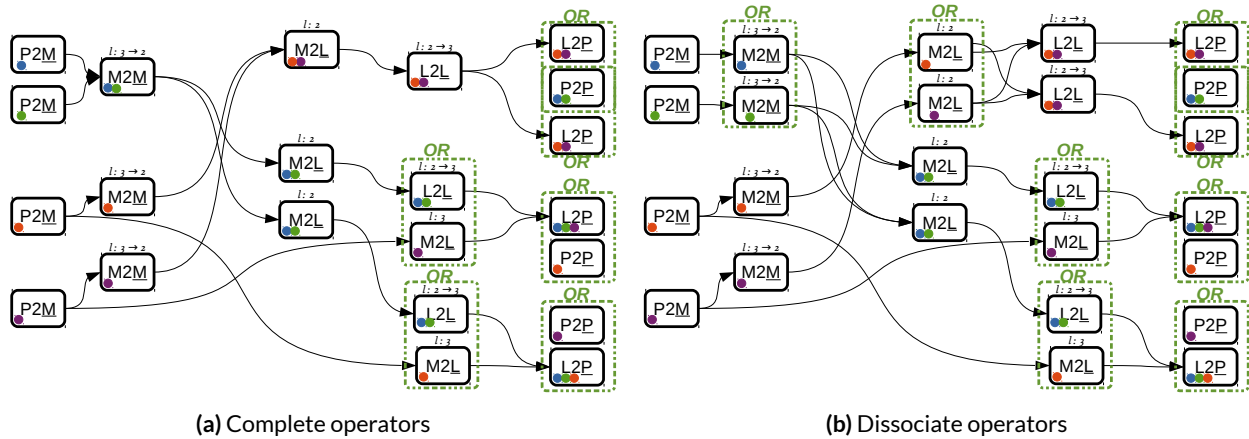 OR
P2M
l: 3 → 2
M2M
P2M
l: 2
M2L
l: 2 → 3
L2L
L2P
P2P
L2P
l: 2
M2L
l: 2
M2L
P2M
l: 3 → 2
M2M
P2M
l: 3 → 2
M2M
OR
l: 2 → 3
L2L
l: 3
M2L
OR
L2P
P2P
OR
l: 2 → 3
L2L
l: 3
M2L
OR
P2P
L2P
(a) Complete operators
OR
P2M
l: 3 → 2
M2M
P2M
l: 3 → 2
M2M
OR
l: 2
M2L
l: 2
M2L
l: 2 → 3
L2L
l: 2 → 3
L2L
OR
L2P
P2P
L2P
l: 2
M2L
l: 2
M2L
P2M
l: 3 → 2
M2M
P2M
l: 3 → 2
M2M
OR
l: 2 → 3
L2L
l: 3
M2L
OR
L2P
P2P
OR
l: 2 → 3
L2L
l: 3
M2L
OR
P2P
L2P
(b) Dissociate operators